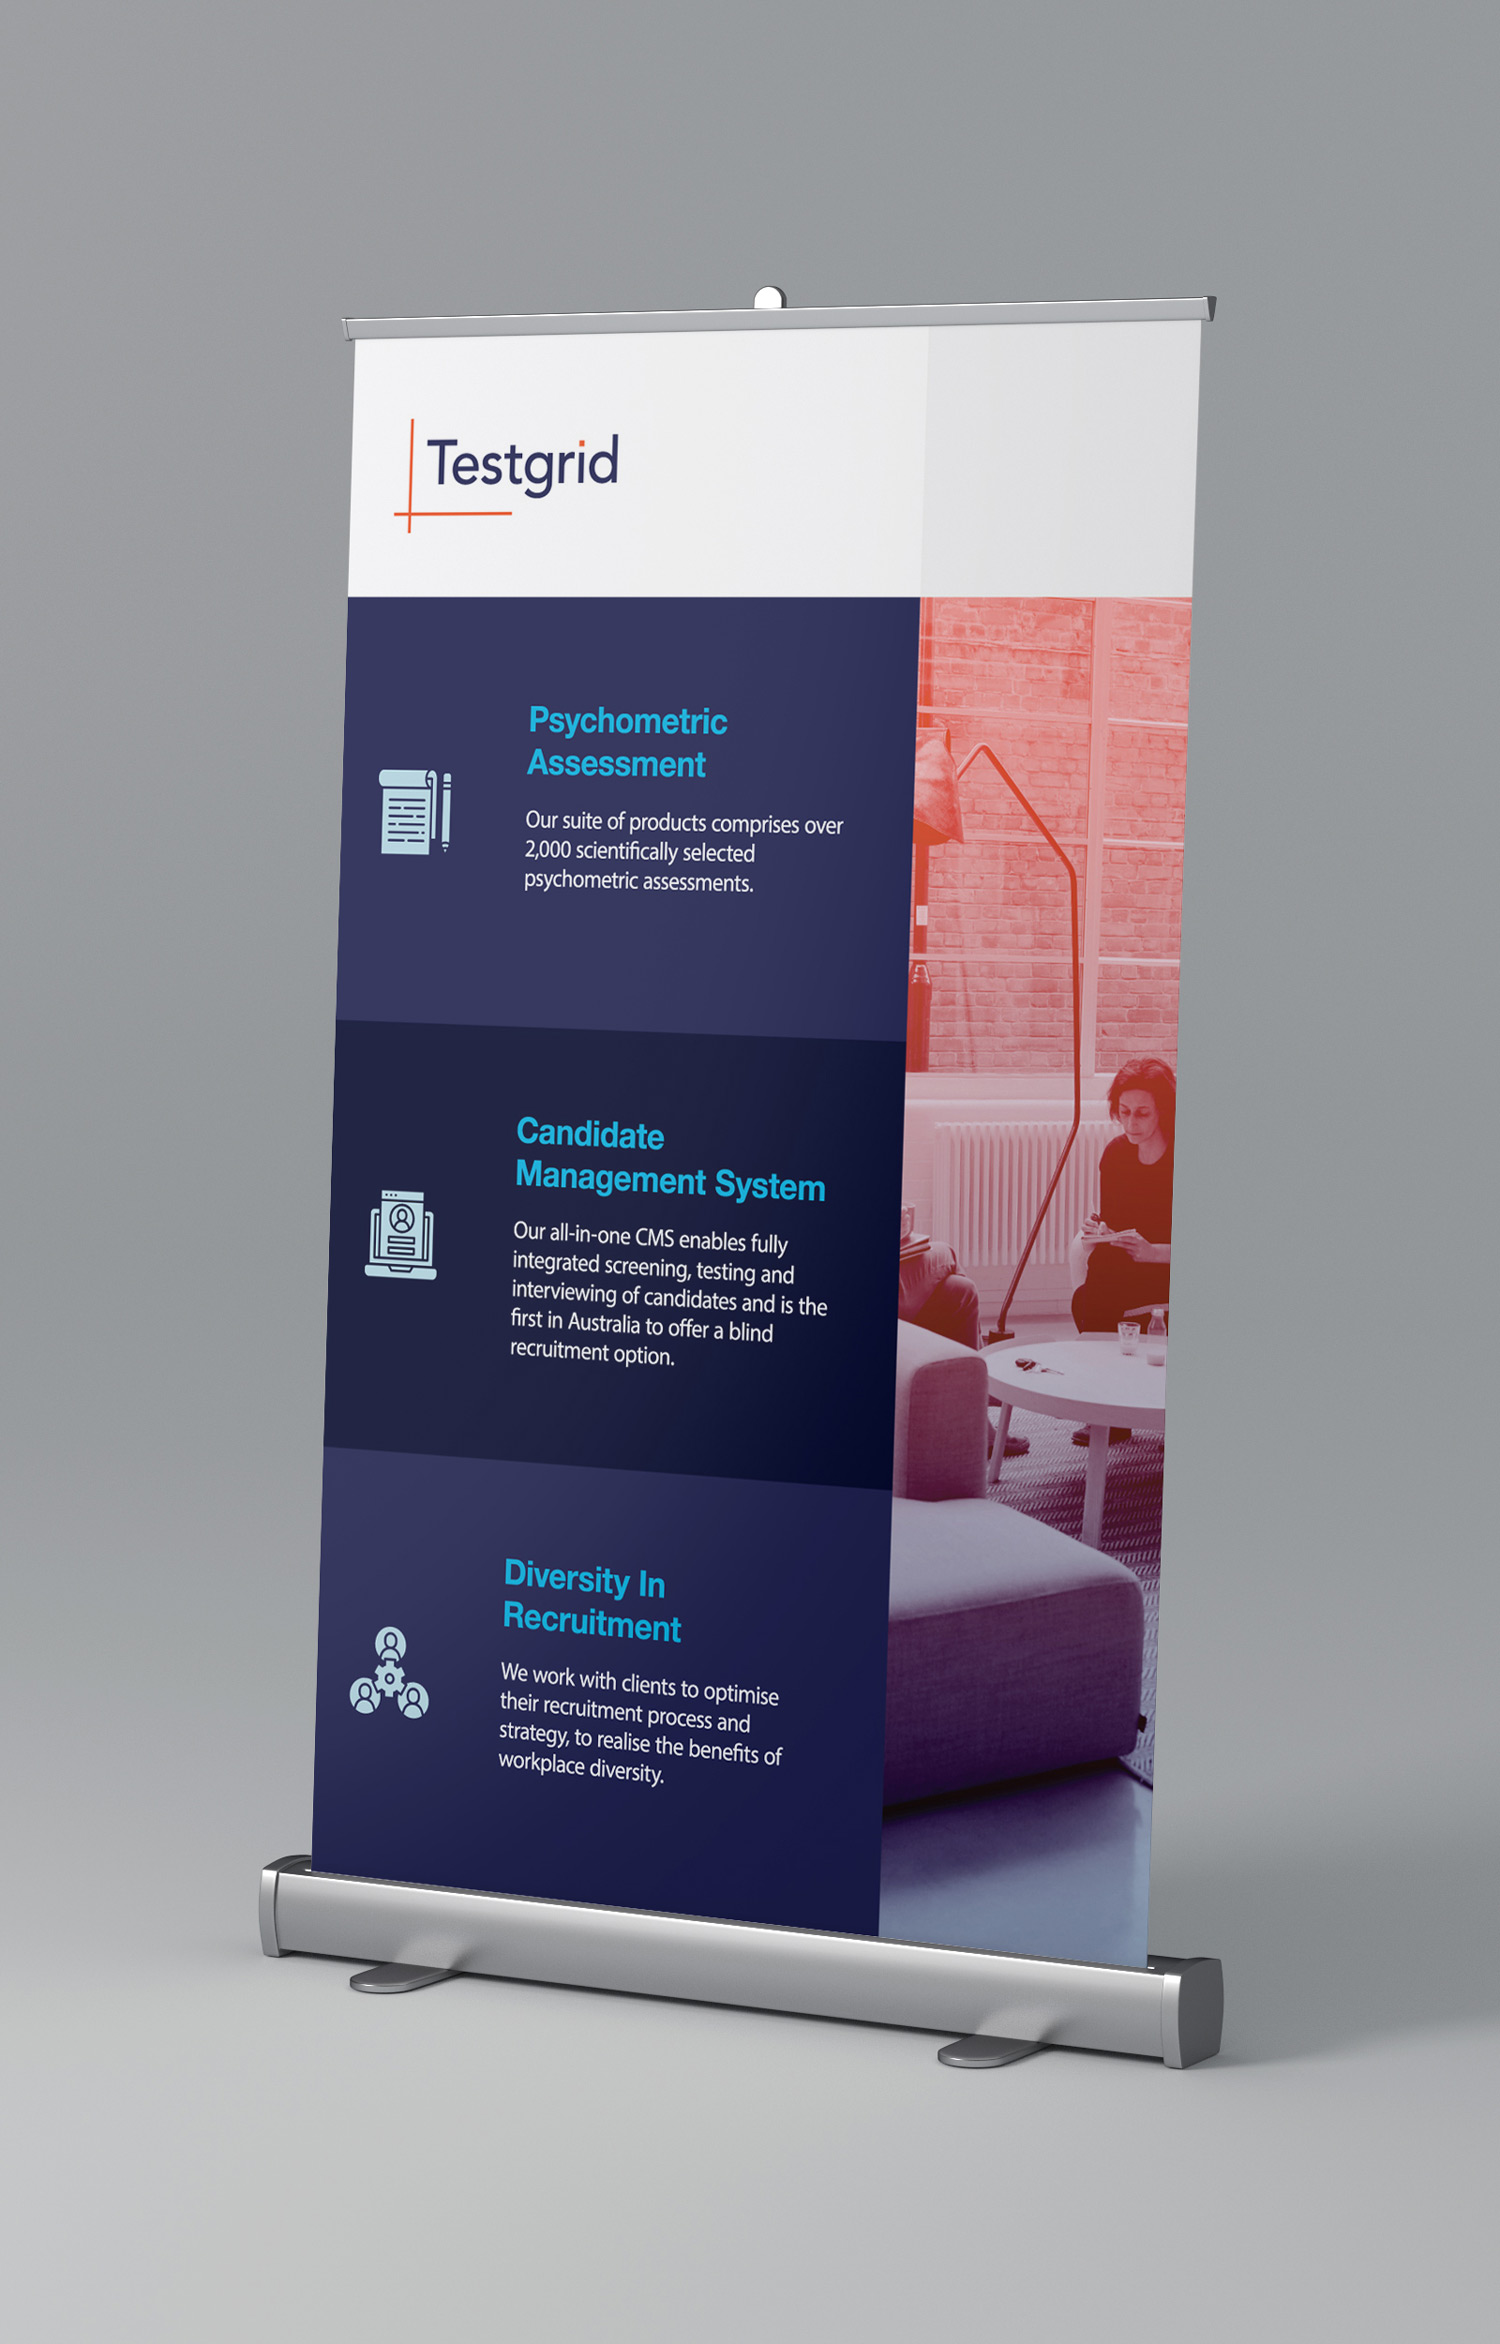 Testgrid
Psychometric
Assessment
Our suite of products comprises over
2,000 scientifically selected
psychometric assessments.
Candidate
Management System
Our all-in-one CMS enables fully
integrated screening, testing and
interviewing of candidates and is the
first in Australia to offer a blind
recruitment option.
Diversity In
Recruitment
We work with clients to optimise
their recruitment process and
strategy, to realise the benefits of
workplace diversity.